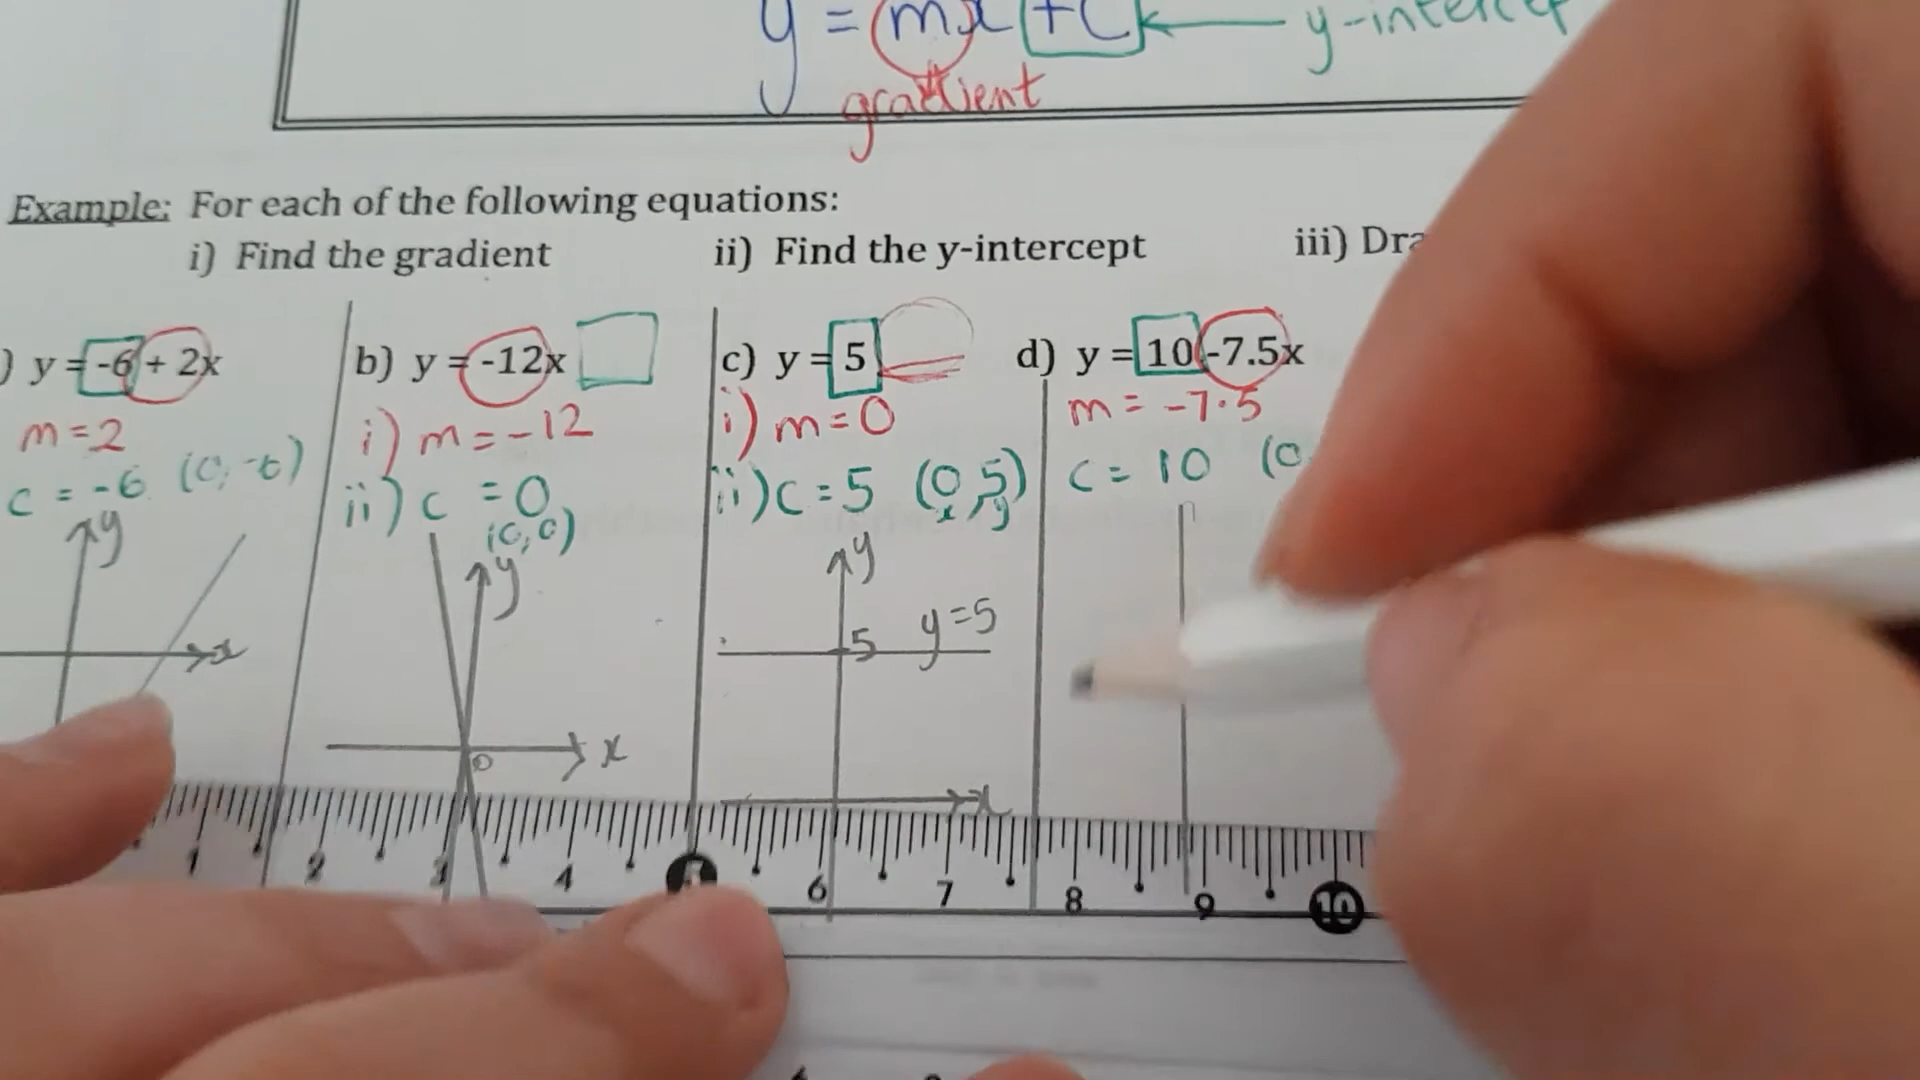 y = mx + c ← y-intercept
gradient
Example: For each of the following equations:
i) Find the gradient ii) Find the y-intercept iii)
) y = -6 + 2x b) y = -12x c) y = 5 d) y = 10 -7.5x
m = 2 i) m = -12 i) m = 0 m = -7.5
c = -6 (0,-6) ii) c = 0 ii) c = 5 (0,5) c = 10 (0
(0,0) x y
y y y
5 y=5
x x x
0
1 2 3 4 6 7 8 9 10